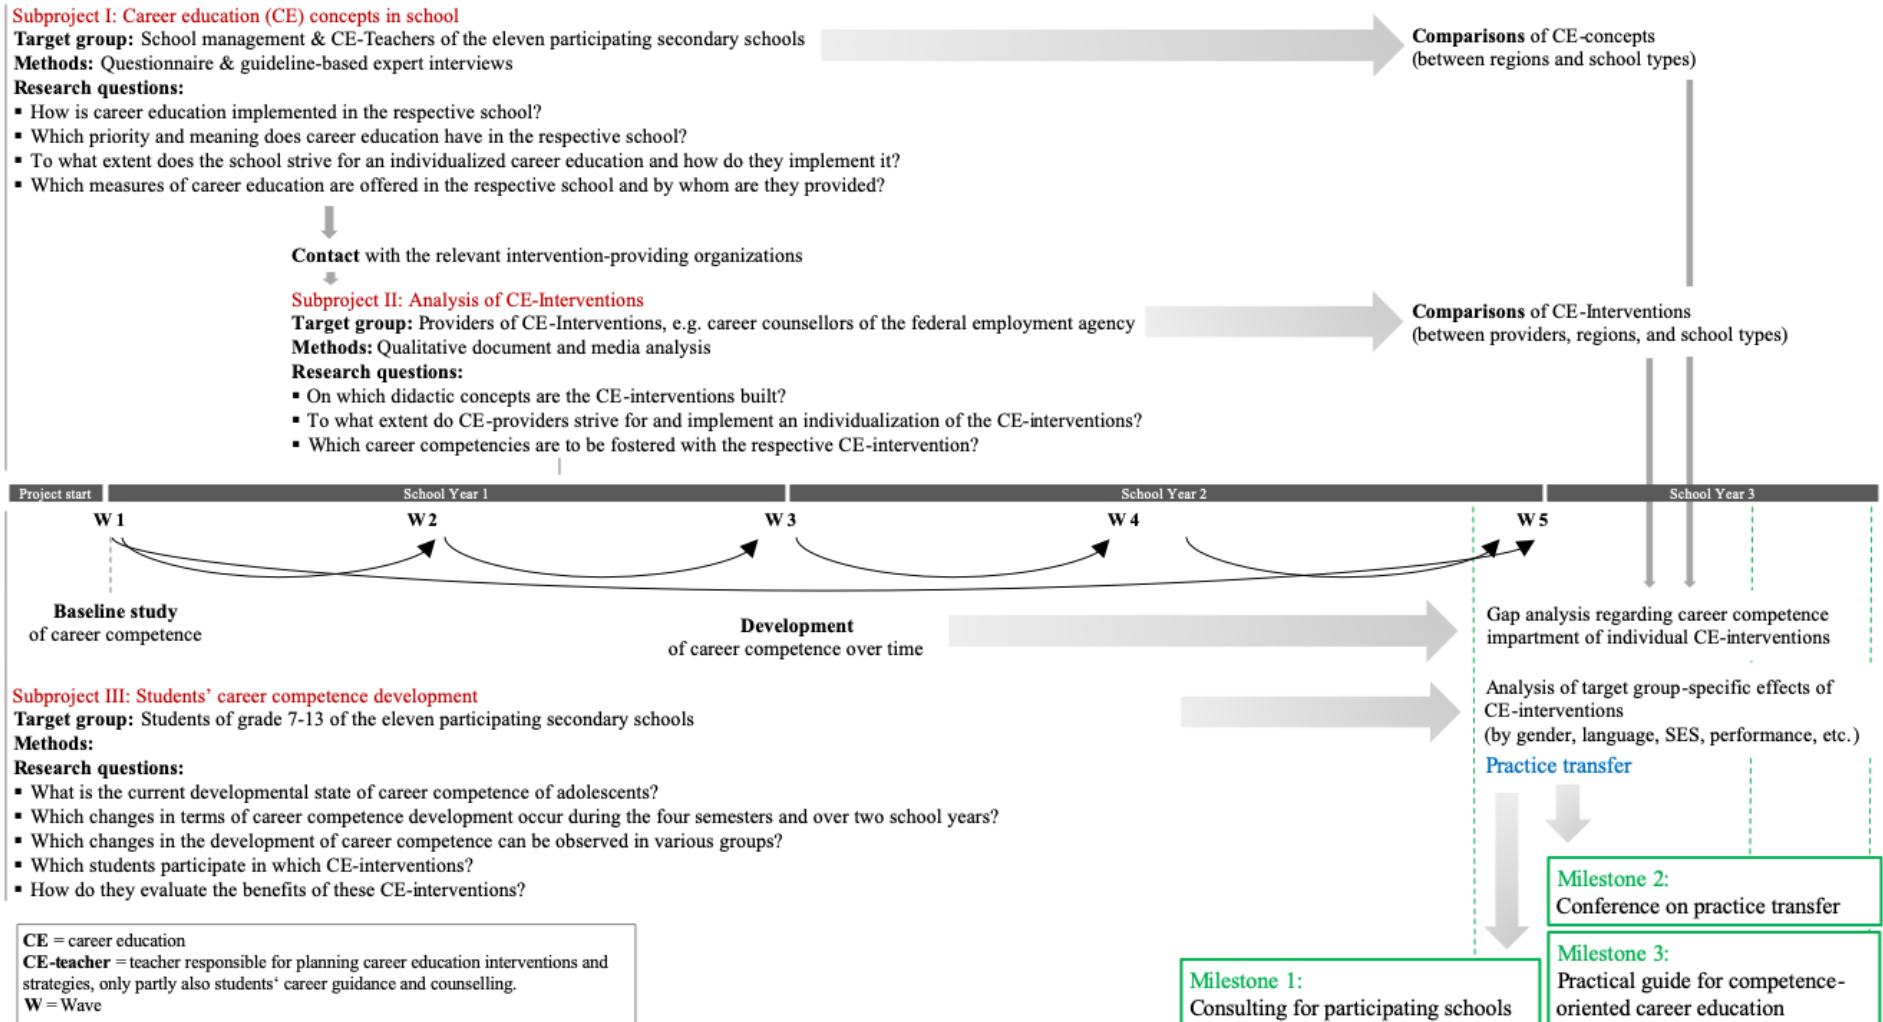 Subproject I: Career education (CE) concepts in school
Target group: School management & CE-Teachers of the eleven participating secondary schools
Methods: Questionnaire & guideline-based expert interviews
Research questions:
▪ How is career education implemented in the respective school?
▪ Which priority and meaning does career education have in the respective school?
▪ To what extent does the school strive for an individualized career education and how do they implement it?
▪ Which measures of career education are offered in the respective school and by whom are they provided?
Comparisons of CE-concepts
(between regions and school types)
Contact with the relevant intervention-providing organizations
Subproject II: Analysis of CE-Interventions
Target group: Providers of CE-Interventions, e.g. career counsellors of the federal employment agency
Methods: Qualitative document and media analysis
Research questions:
▪ On which didactic concepts are the CE-interventions built?
▪ To what extent do CE-providers strive for and implement an individualization of the CE-interventions?
▪ Which career competencies are to be fostered with the respective CE-intervention?
Comparisons of CE-Interventions
(between providers, regions, and school types)
Project start
School Year 1
School Year 2
School Year 3
W 1
W 2
W 3
W 4
W 5
Baseline study
of career competence
Development
of career competence over time
Gap analysis regarding career competence
impartment of individual CE-interventions
Subproject III: Students' career competence development
Target group: Students of grade 7-13 of the eleven participating secondary schools
Methods:
Research questions:
▪ What is the current developmental state of career competence of adolescents?
▪ Which changes in terms of career competence development occur during the four semesters and over two school years?
▪ Which changes in the development of career competence can be observed in various groups?
▪ Which students participate in which CE-interventions?
▪ How do they evaluate the benefits of these CE-interventions?
Analysis of target group-specific effects of
CE-interventions
(by gender, language, SES, performance, etc.)
Practice transfer
CE = career education
CE-teacher = teacher responsible for planning career education interventions and
strategies, only partly also students' career guidance and counselling.
W = Wave
Milestone 1:
Consulting for participating schools
Milestone 2:
Conference on practice transfer
Milestone 3:
Practical guide for competence-
oriented career education